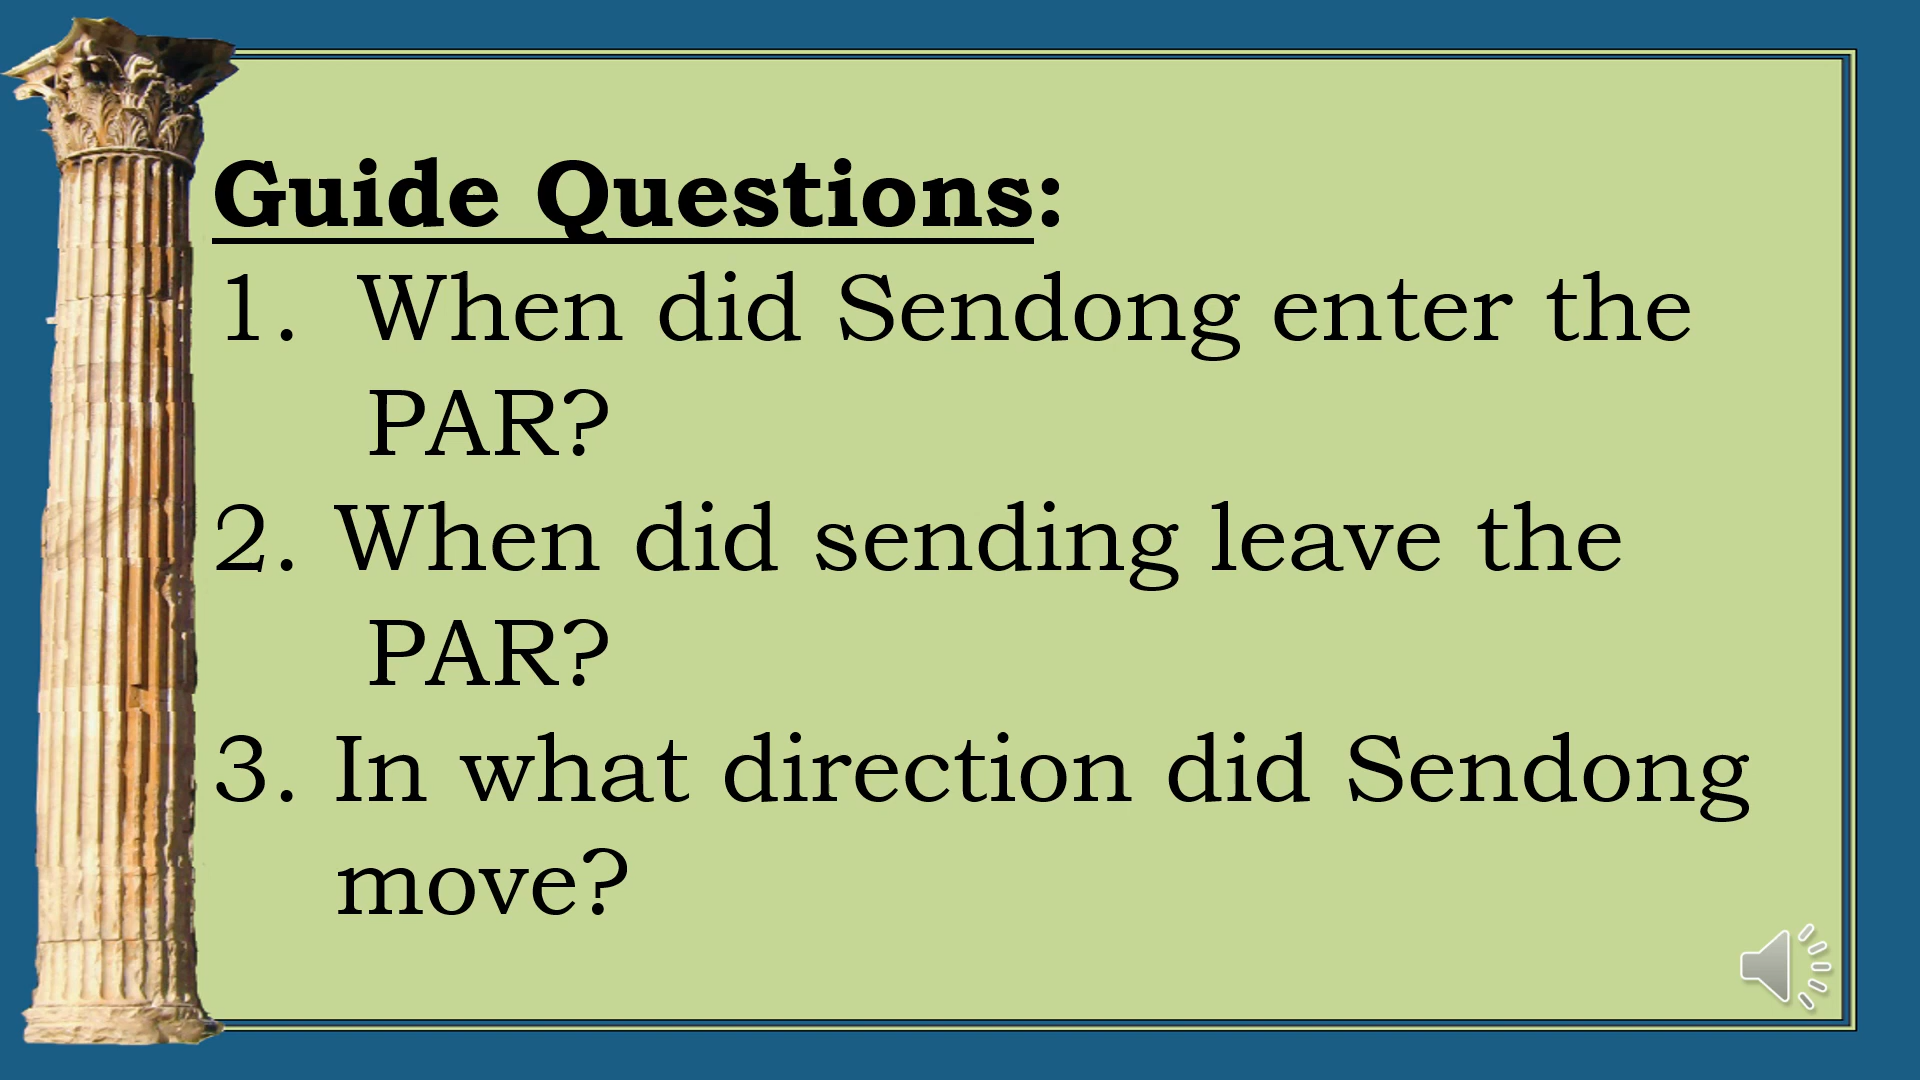 Guide Questions:
1. When did Sendong enter the
PAR?
2. When did sending leave the
PAR?
3. In what direction did Sendong
move?